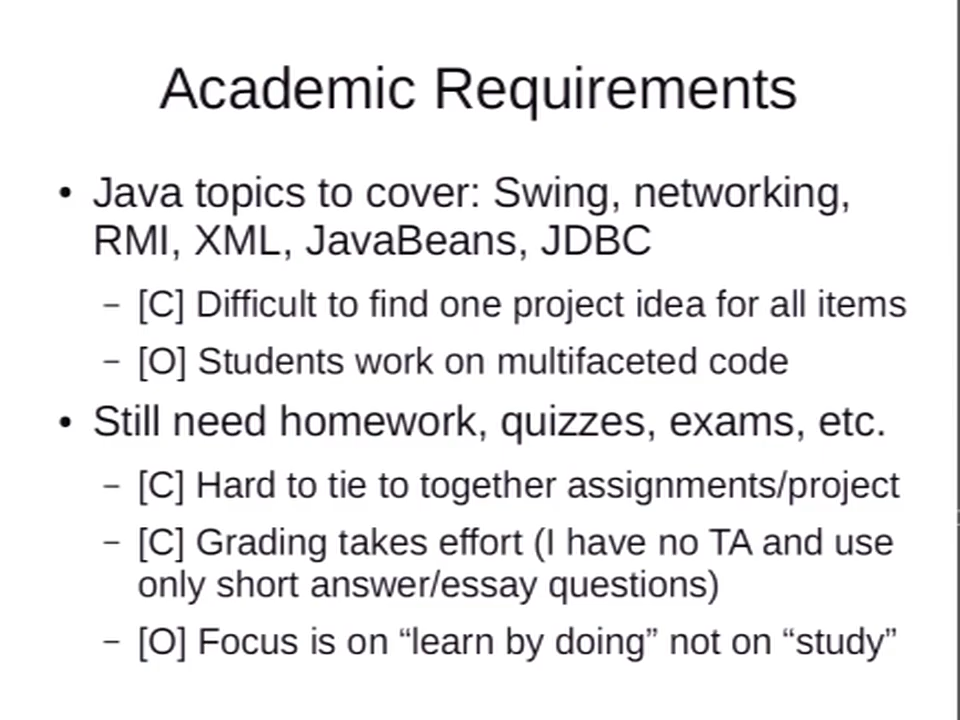 Academic Requirements
• Java topics to cover: Swing, networking,
RMI, XML, JavaBeans, JDBC
– [C] Difficult to find one project idea for all items
– [O] Students work on multifaceted code
• Still need homework, quizzes, exams, etc.
– [C] Hard to tie to together assignments/project
– [C] Grading takes effort (I have no TA and use
only short answer/essay questions)
– [O] Focus is on “learn by doing” not on “study”